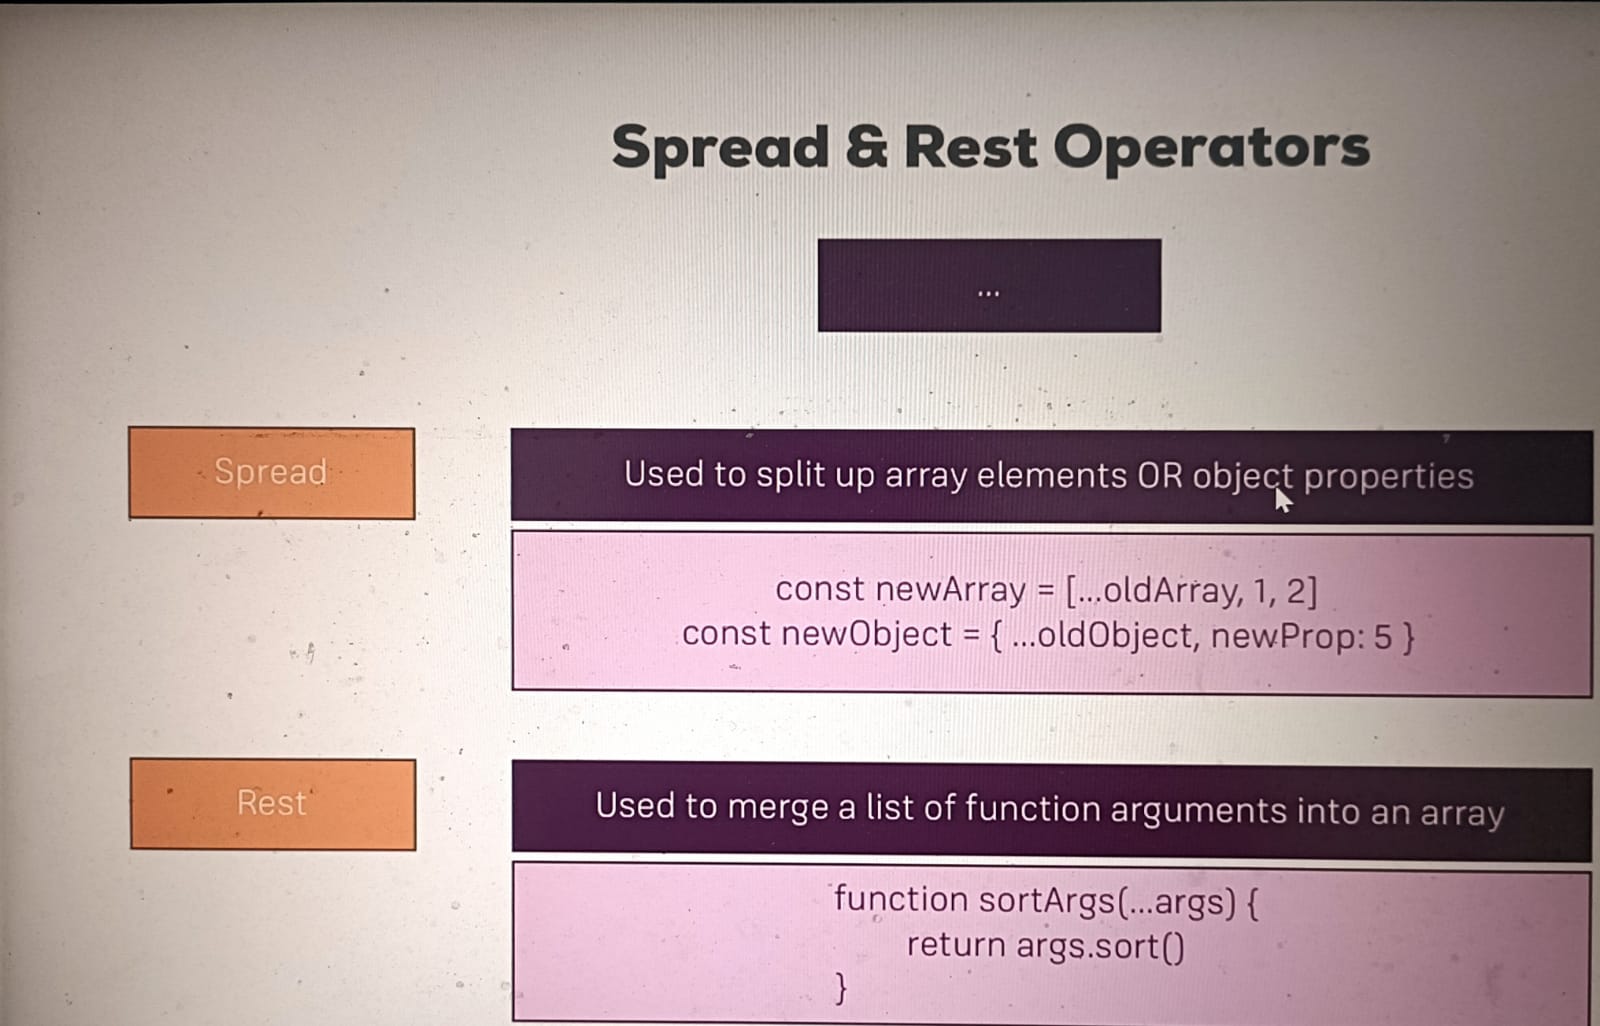 Spread & Rest Operators
...
Spread
Used to split up array elements OR object properties
const newArray = [...oldArray, 1, 2]
const newObject = { ...oldObject, newProp: 5 }
Rest
Used to merge a list of function arguments into an array
function sortArgs(...args) {
return args.sort()
}